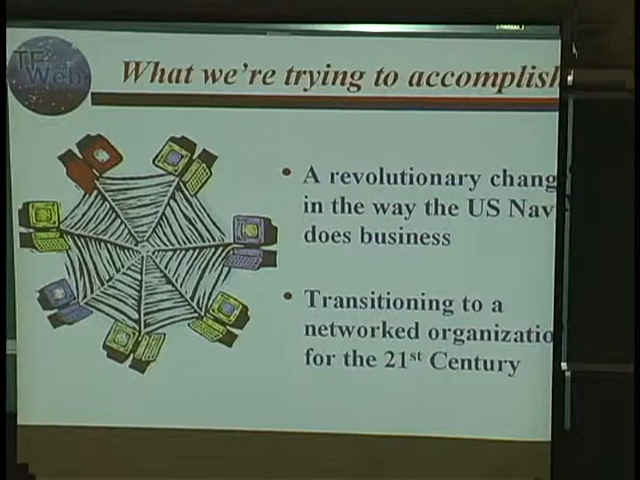 TF
Web
What we're trying to accomplish
• A revolutionary chang
in the way the US Nav
does business
• Transitioning to a
networked organizatio
for the 21st Century